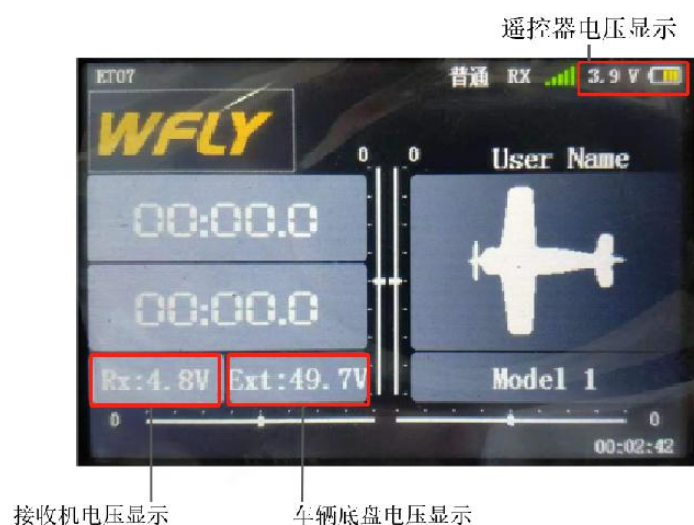 遥控器电压显示
ET07
普通 RX 3.9 V
WFLY
0 0 User Name
00:00.0
00:00.0
Rx:4.8V Ext:49.7V Model 1
0 0
00:02:42
接收机电压显示 车辆底盘电压显示